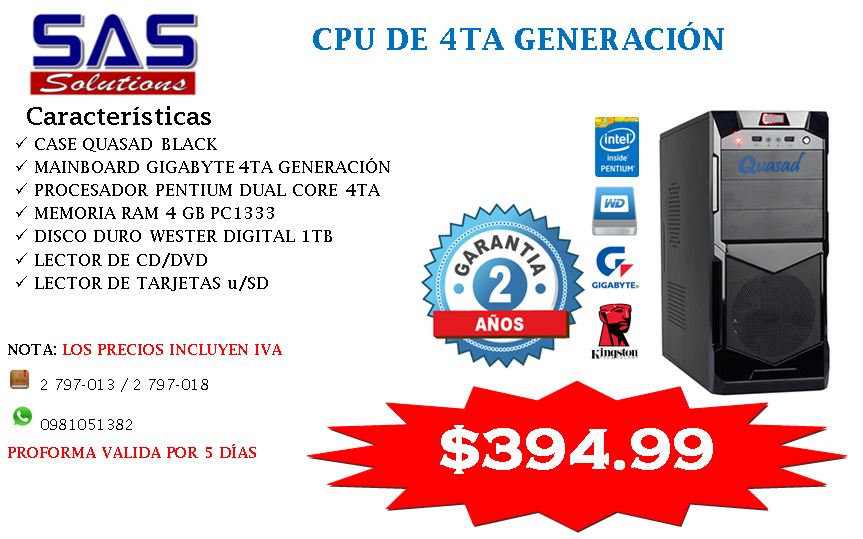 SAS
Solutions
CPU DE 4TA GENERACIÓN
Características
✓ CASE QUASAD BLACK
✓ MAINBOARD GIGABYTE 4TA GENERACIÓN
✓ PROCESADOR PENTIUM DUAL CORE 4TA
✓ MEMORIA RAM 4 GB PC1333
✓ DISCO DURO WESTER DIGITAL 1TB
✓ LECTOR DE CD/DVD
✓ LECTOR DE TARJETAS u/SD
GARANTIA
2
AÑOS
intel
inside
PENTIUM
WD
GIGABYTE
Kingston
Quasad
NOTA: LOS PRECIOS INCLUYEN IVA
2 797-013 / 2 797-018
0981051382
PROFORMA VALIDA POR 5 DÍAS
$394.99